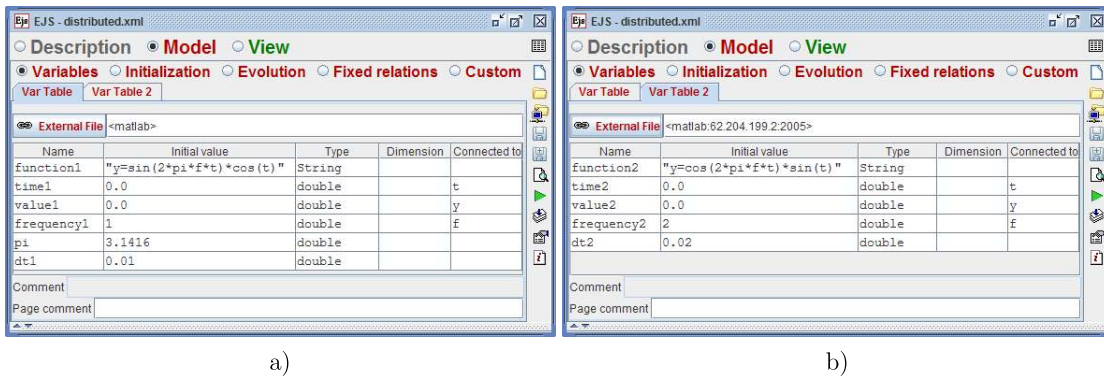 EJS - distributed.xml
Description Model View
Variables Initialization Evolution Fixed relations Custom
Var Table Var Table 2
External File <matlab>
Name Initial value Type Dimension Connected to
function1 "y=sin(2*pi*f*t)*cos(t)" String
time1 0.0 double t
value1 0.0 double y
frequency1 1 double f
pi 3.1416 double
dt1 0.01 double
Comment
Page comment
a)
EJS - distributed.xml
Description Model View
Variables Initialization Evolution Fixed relations Custom
Var Table Var Table 2
External File <matlab:62.204.199.2:2005>
Name Initial value Type Dimension Connected to
function2 "y=cos(2*pi*f*t)*sin(t)" String
time2 0.0 double t
value2 0.0 double y
frequency2 2 double f
dt2 0.02 double
Comment
Page comment
b)